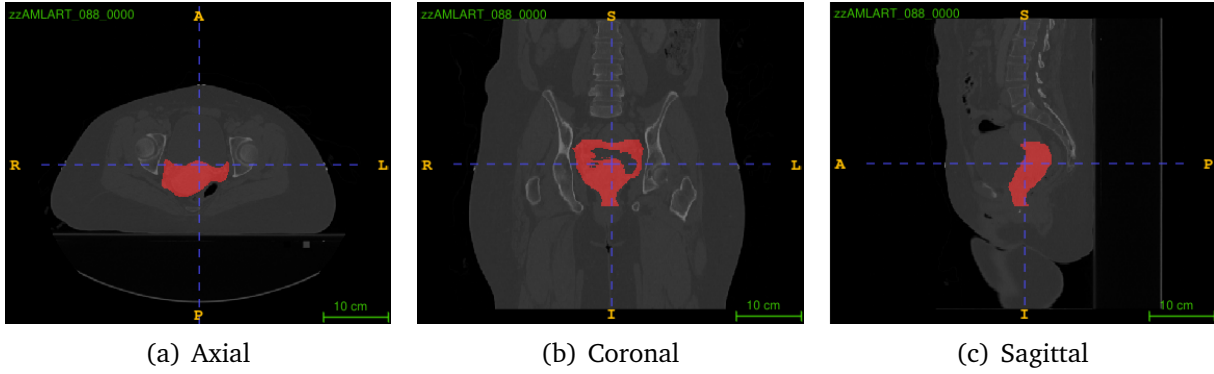 zzAMLART_088_0000
A
R
L
P
10 cm
(a) Axial
zzAMLART_088_0000
S
R
L
I
10 cm
(b) Coronal
zzAMLART_088_0000
S
A
P
I
10 cm
(c) Sagittal